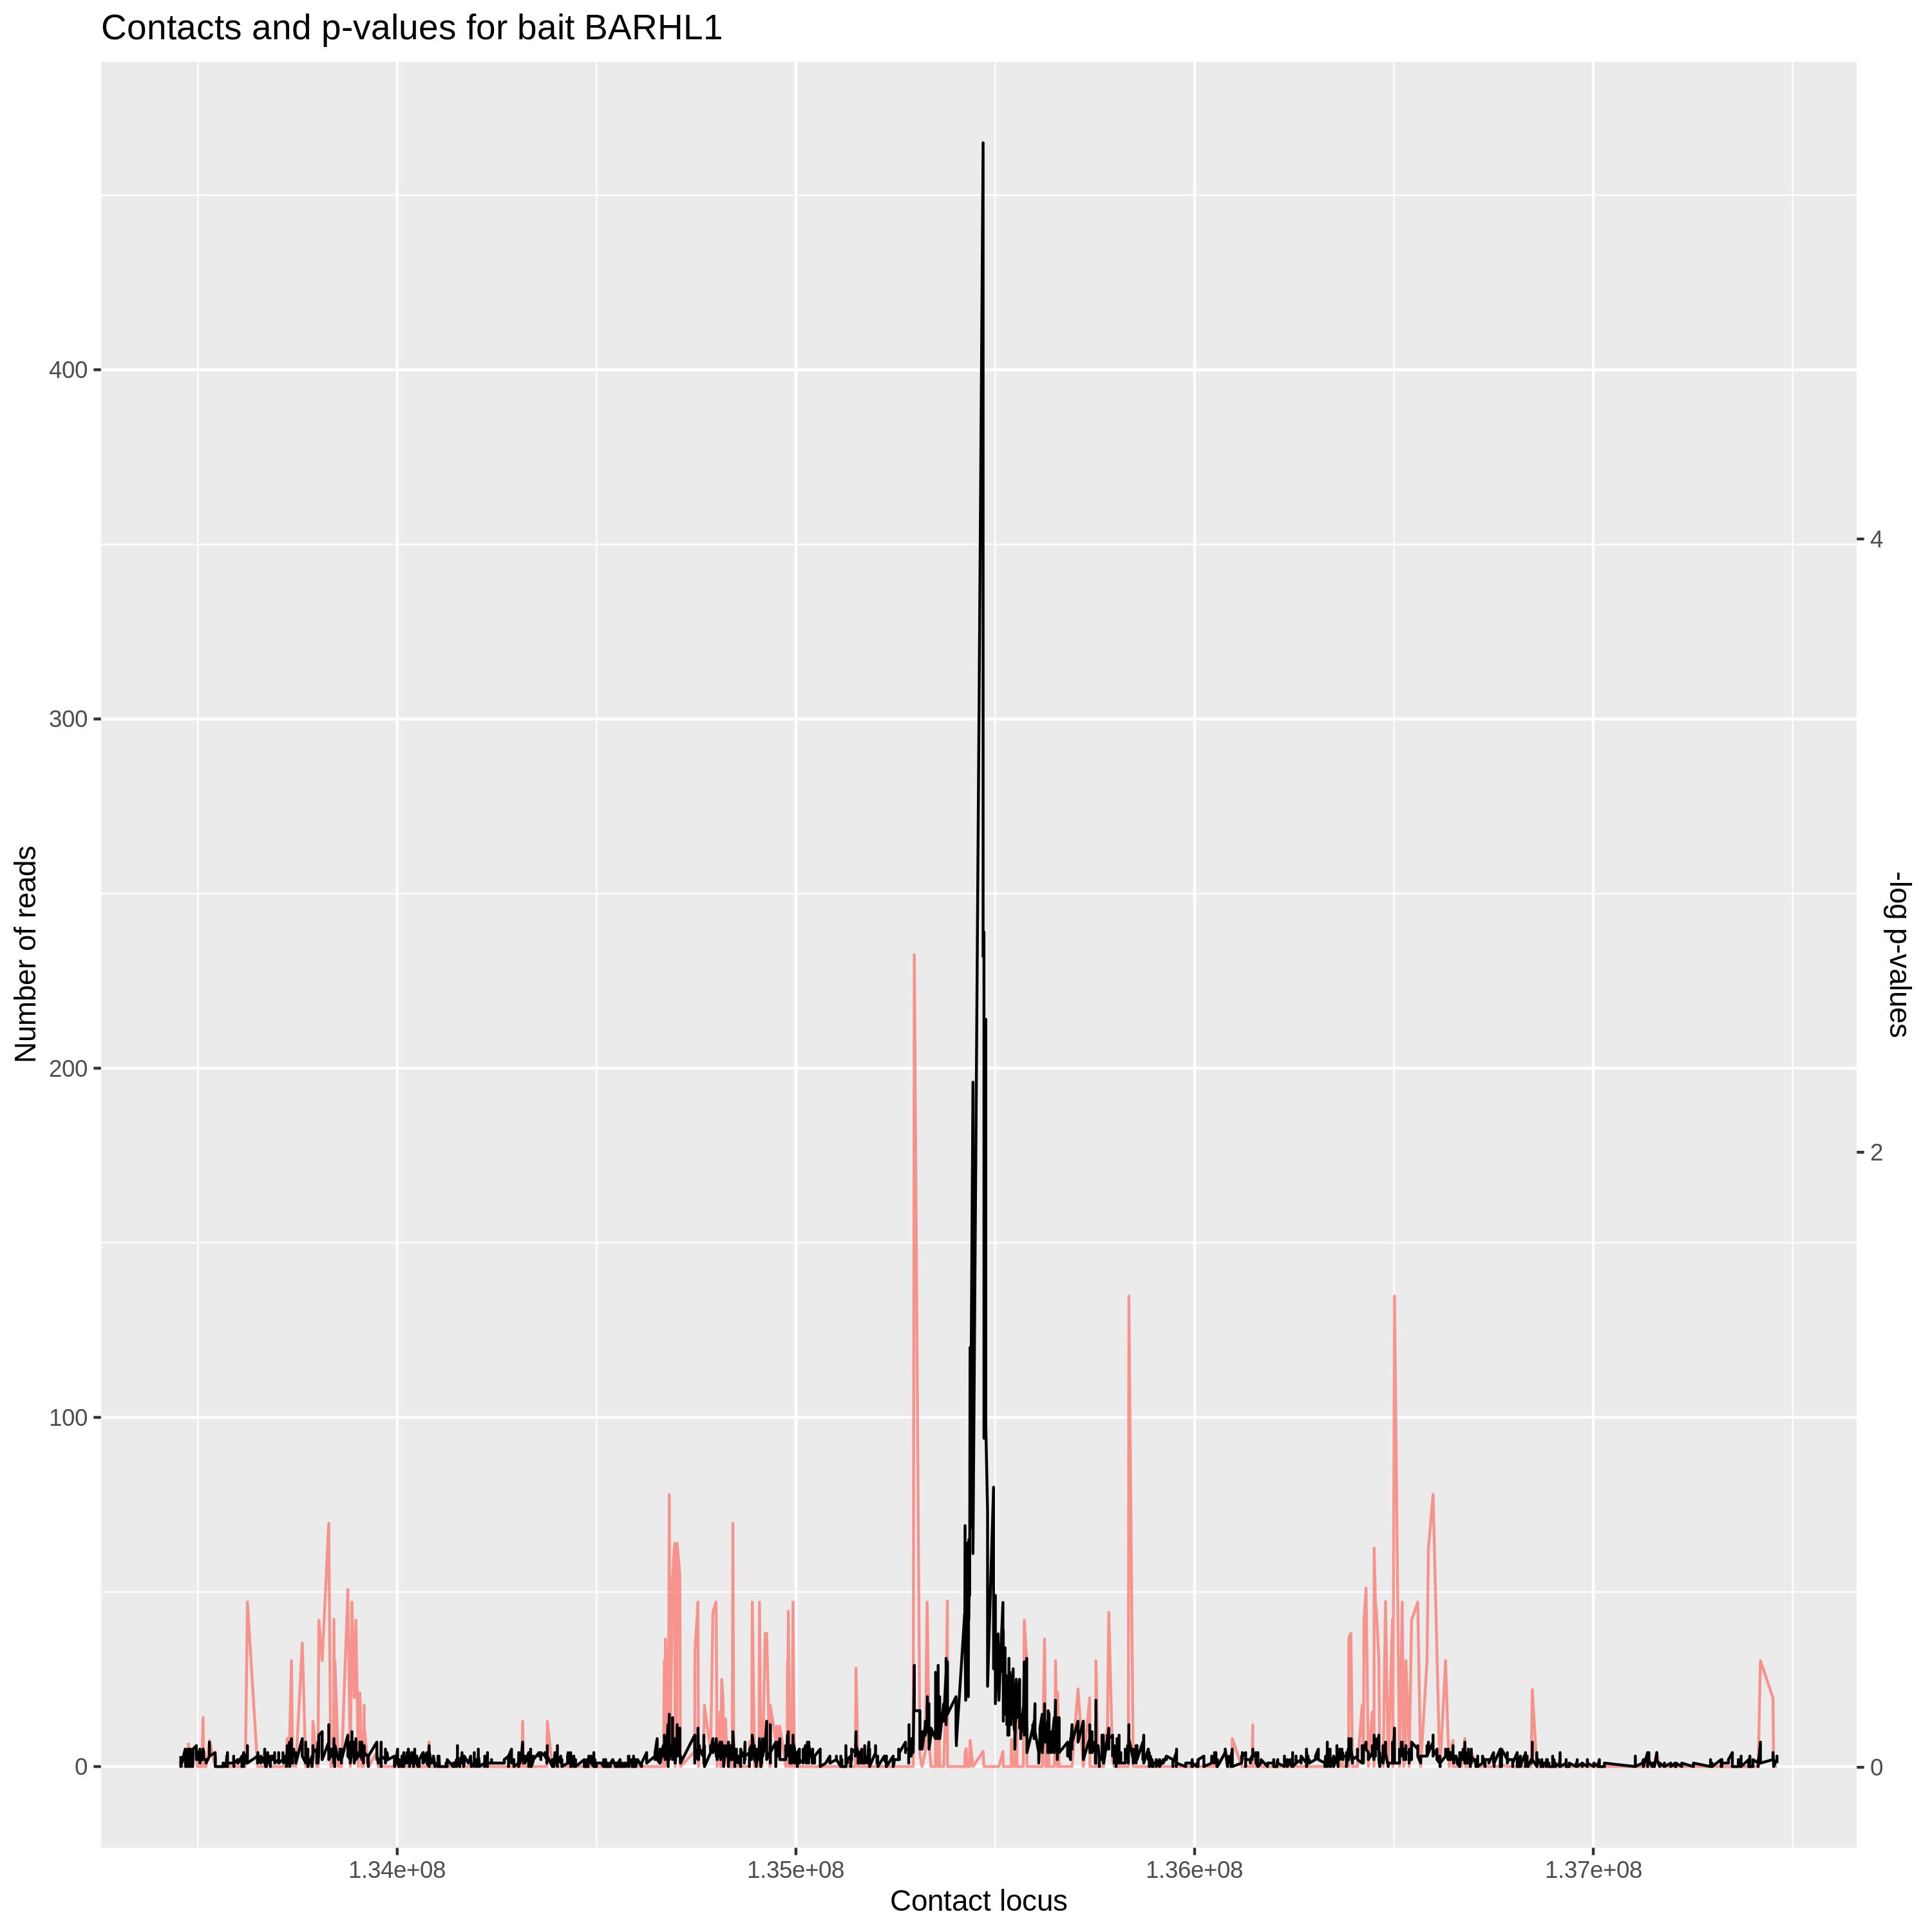 Contacts and p-values for bait BARHL1
Number of reads
400
300
200
100
0
4
2
0
-log p-values
1.34e+08
1.35e+08
1.36e+08
1.37e+08
Contact locus